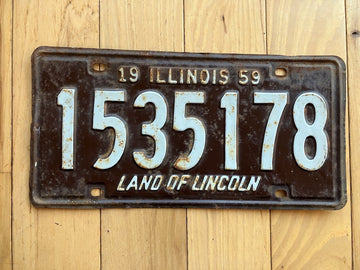 19 ILLINOIS 59
1535178
LAND OF LINCOLN